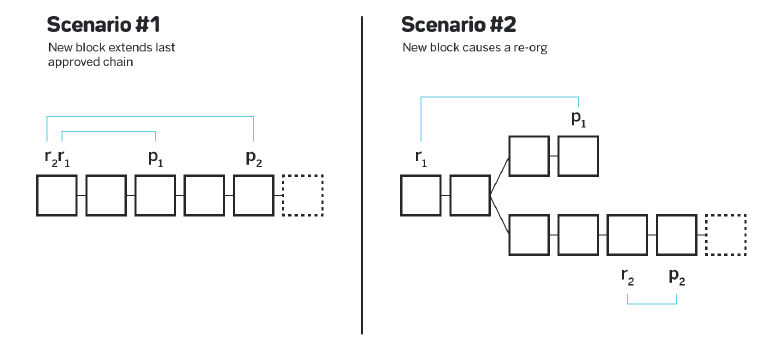 Scenario #1
New block extends last
approved chain
r₂r₁ p₁ p₂
Scenario #2
New block causes a re-org
p₁
r₁
r₂ p₂